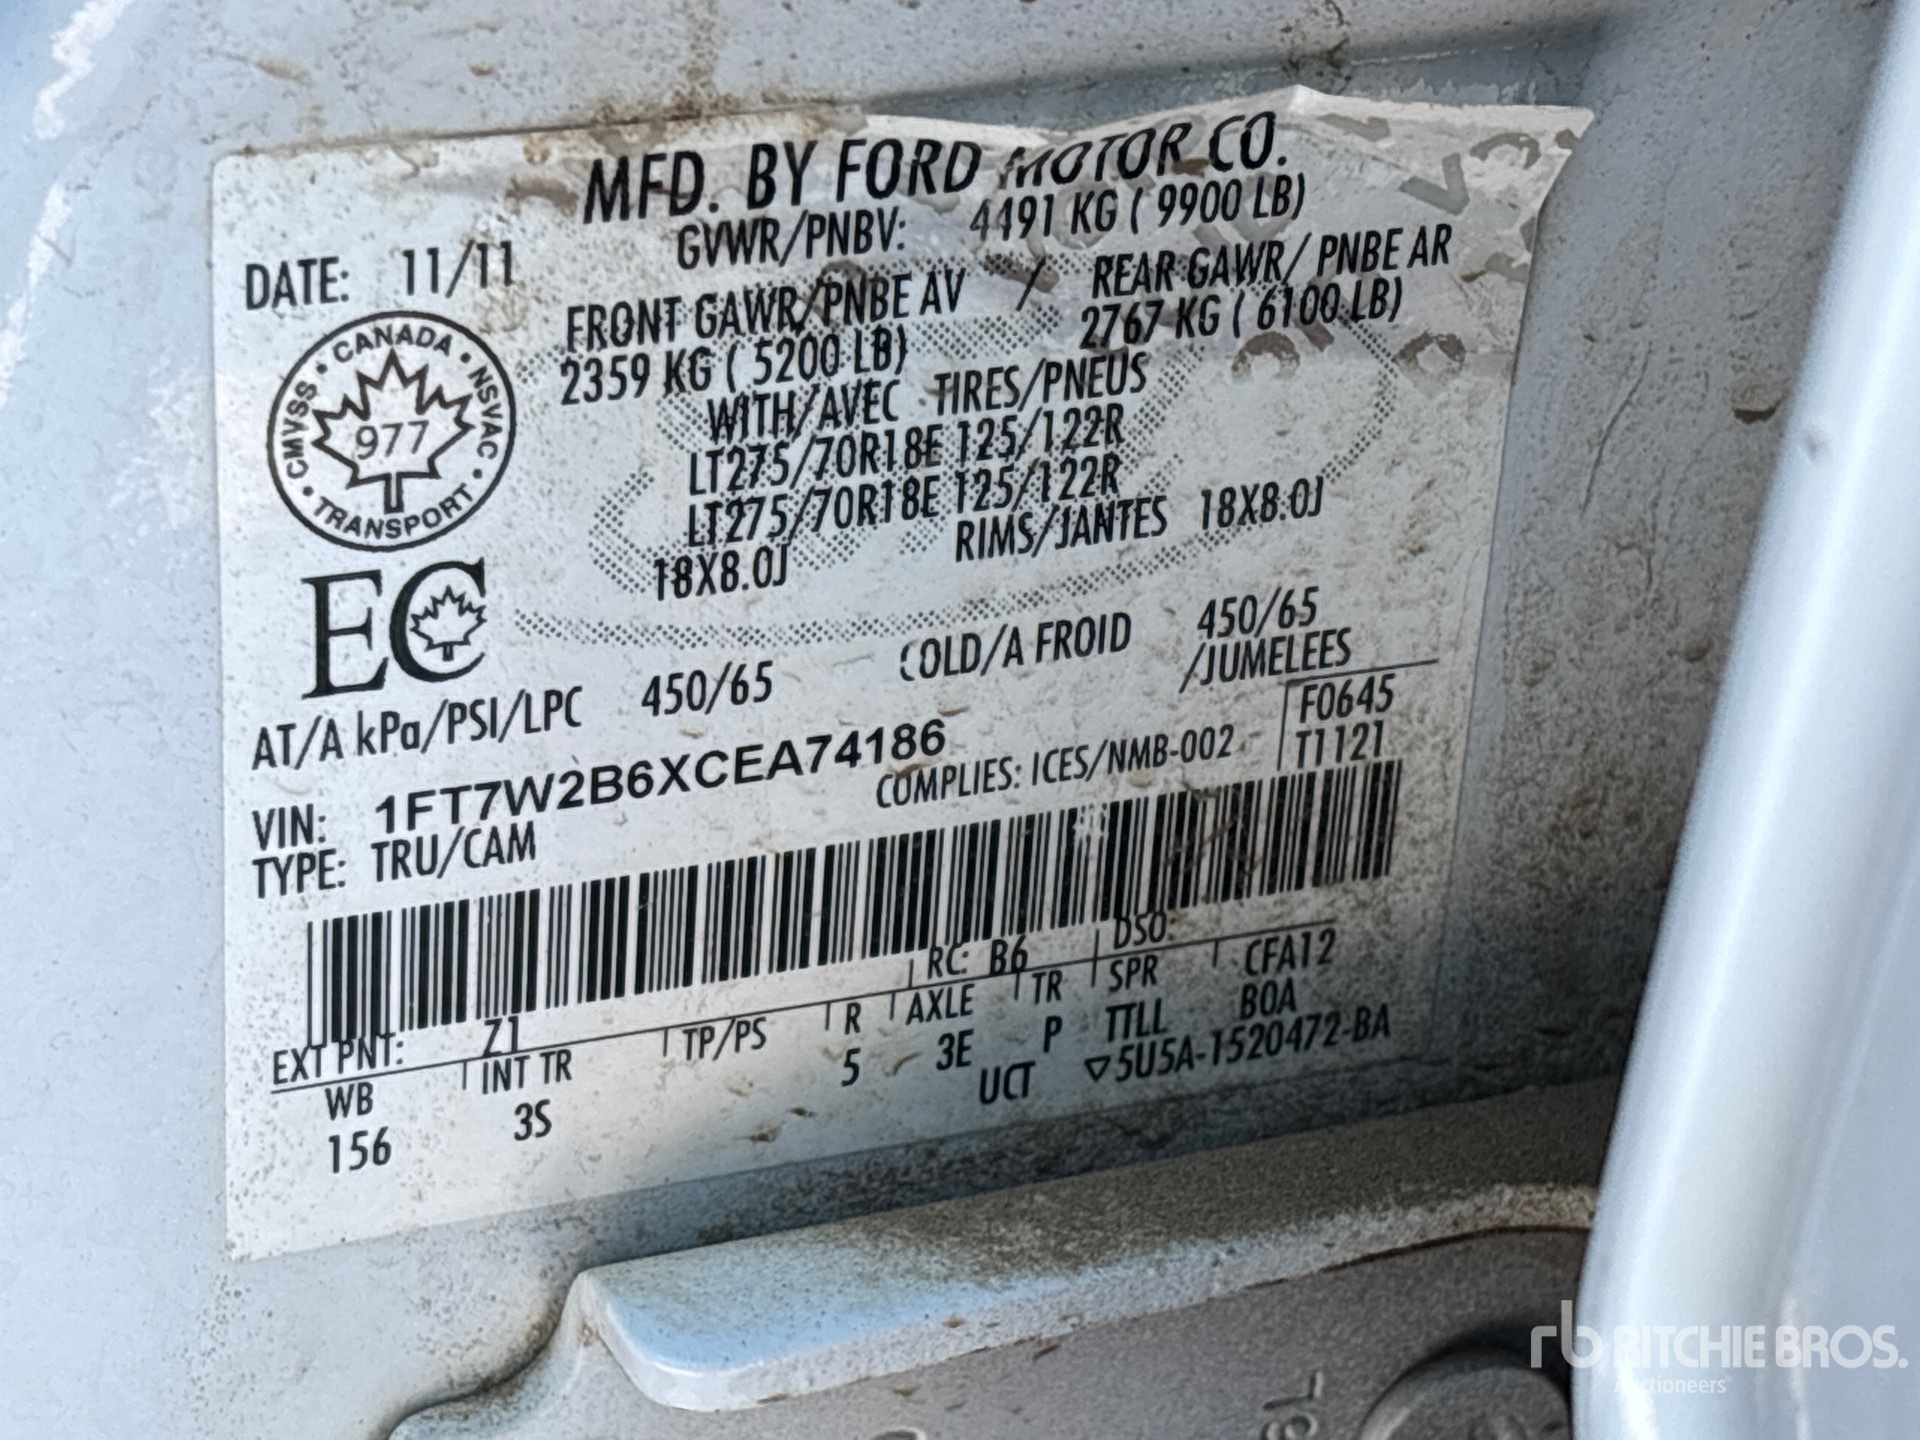 MFD. BY FORD MOTOR CO.
DATE: 11/11
GVWR/PNBV: 4491 KG ( 9900 LB)
FRONT GAWR/PNBE AV / REAR GAWR/ PNBE AR
2359 KG ( 5200 LB) 2767 KG ( 6100 LB)
WITH/AVEC TIRES/PNEUS
LT275/70R18E 125/122R
LT275/70R18E 125/122R
18X8.0J RIMS/JANTES 18X8.0J
CANADA • NSVAC • TRANSPORT • CMVSS •
977
EC
AT/A kPa/PSI/LPC 450/65 COLD/A FROID 450/65
/JUMELEES
VIN: 1FT7W2B6XCEA74186
F0645
TYPE: TRU/CAM COMPLIES: ICES/NMB-002 T1121
EXT PNT: Z1 RC: B6 DSO:
WB INT TR TP/PS R AXLE TR SPR CFA12
156 3S 5 3E P TTLL BOA
UCT ▽5U5A-1520472-BA
rb RITCHIE BROS.
Auctioneers